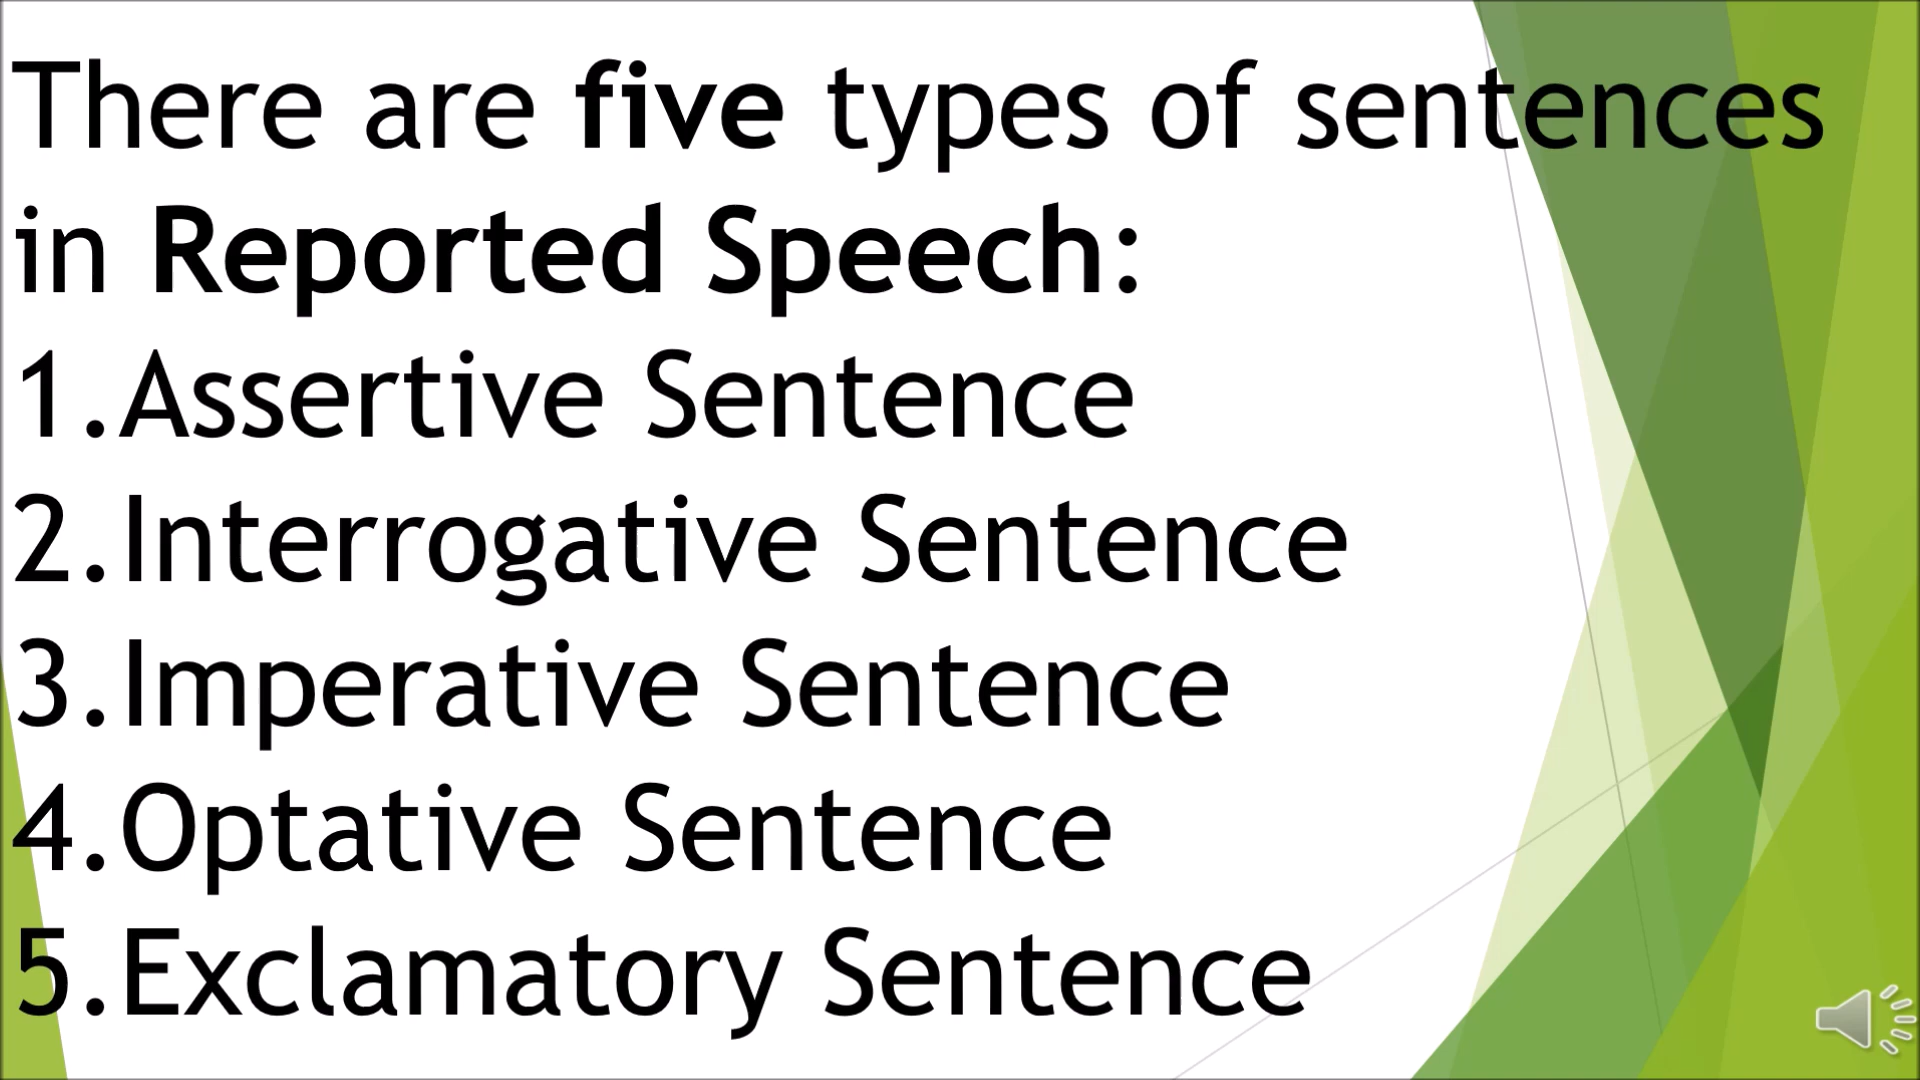 There are five types of sentences
in Reported Speech:
1.Assertive Sentence
2.Interrogative Sentence
3.Imperative Sentence
4.Optative Sentence
5.Exclamatory Sentence